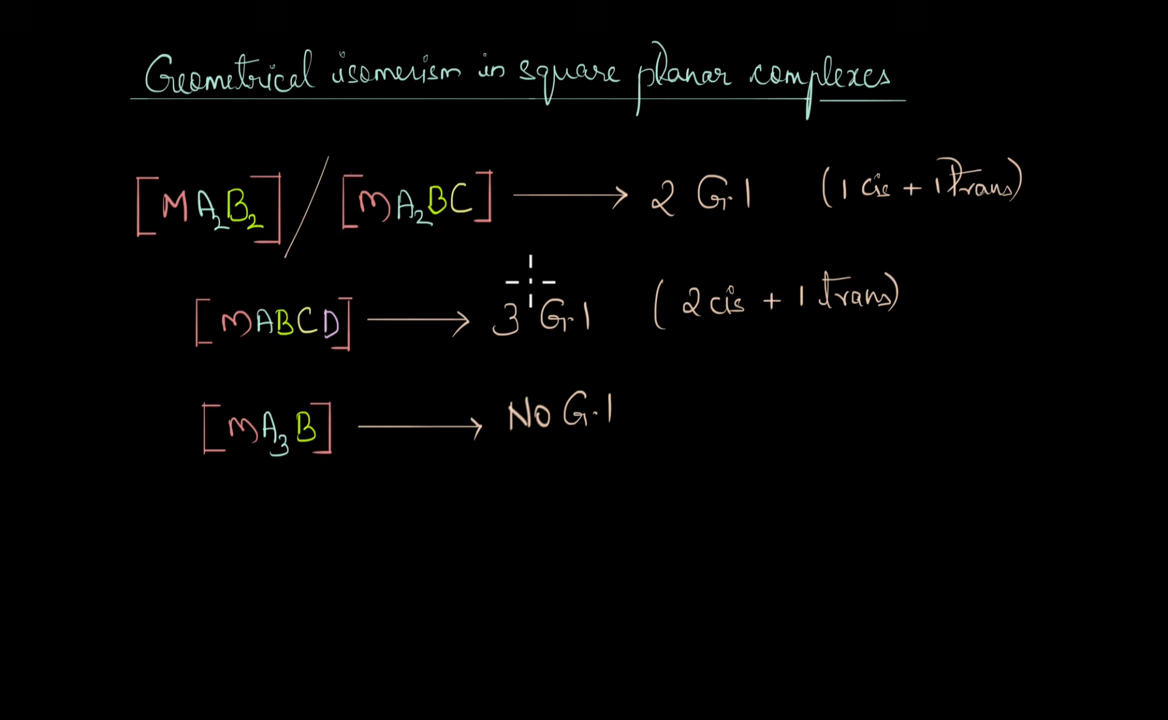 Geometrical isomerism in square planar complexes
[MA₂B₂] / [MA₂BC] ⟶ 2 G.I (1 cis + 1 trans)
[MABCD] ⟶ 3 G.I (2 cis + 1 trans)
[MA₃B] ⟶ No G.I